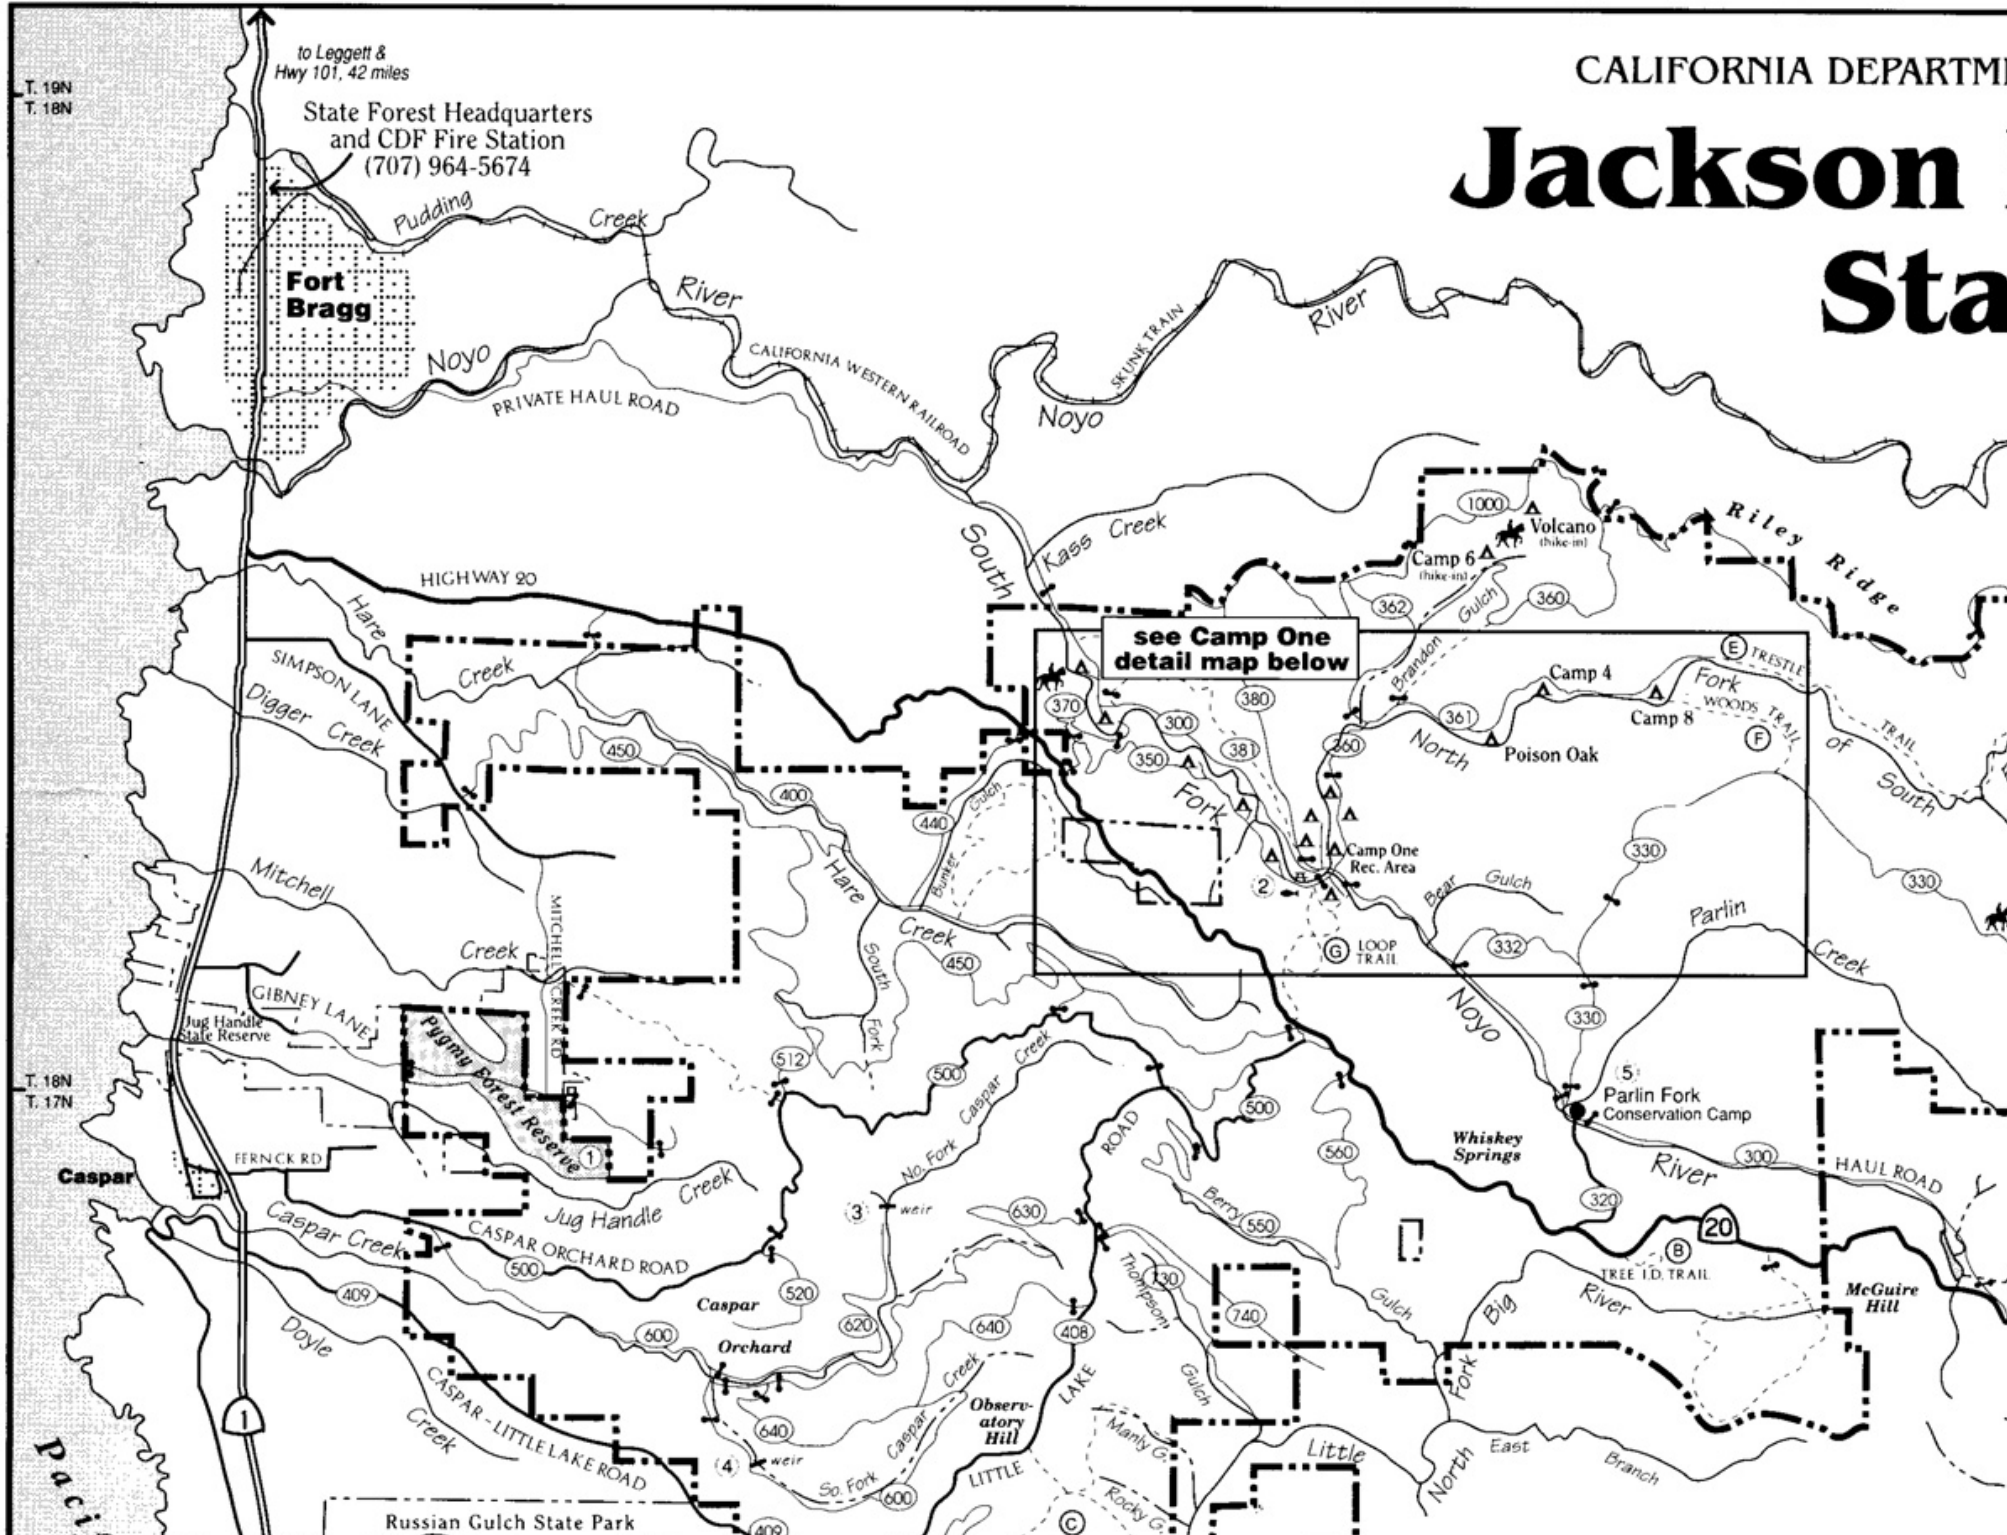 to Leggett &
Hwy 101, 42 miles
T. 19N
T. 18N
State Forest Headquarters
and CDF Fire Station
(707) 964-5674
CALIFORNIA DEPARTM
Jackson
Sta
Pudding
Creek
Fort
Bragg
River
Noyo
PRIVATE HAUL ROAD
CALIFORNIA WESTERN RAILROAD
SKUNK TRAIN
River
Noyo
South
Kass Creek
1000
Volcano
(hike-in)
Camp 6
(hike-in)
Riley Ridge
362
Gulch
360
Brandon
HIGHWAY 20
Hare
Creek
SIMPSON LANE
Digger Creek
see Camp One
detail map below
E
TRESTLE
TRAIL
Camp 4
Fork
WOODS TRAIL
Camp 8
370
380
300
361
360
381
350
North
Poison Oak
F
of
South
Fork
450
400
440
Gulch
Bunker
Hare
Creek
330
330
Camp One
Rec. Area
2
Bear
Gulch
Parlin
Creek
Mitchell
Creek
MITCHELL CREEK RD
South
Fork
450
G
LOOP
TRAIL
332
330
Noyo
GIBNEY LANE
Jug Handle
State Reserve
Pygmy Forest Reserve
1
T. 18N
T. 17N
512
500
No. Fork
Caspar
Creek
ROAD
500
560
5
Parlin Fork
Conservation Camp
Whiskey
Springs
River
300
HAUL ROAD
320
FERNCK RD
Caspar
Jug Handle
Creek
Caspar Creek
CASPAR ORCHARD ROAD
500
3
weir
630
Berry
550
Gulch
20
B
TREE I.D. TRAIL
McGuire
Hill
Big
River
409
Doyle
Creek
520
Caspar
Orchard
600
620
640
408
Thompson
Gulch
730
740
Fork
CASPAR - LITTLE LAKE ROAD
1
640
4
weir
So. Fork
Caspar
Creek
600
Observ-
atory
Hill
LITTLE
LAKE
Manly G.
Rocky G.
C
Little
North
East
Branch
Pacif
Russian Gulch State Park
409